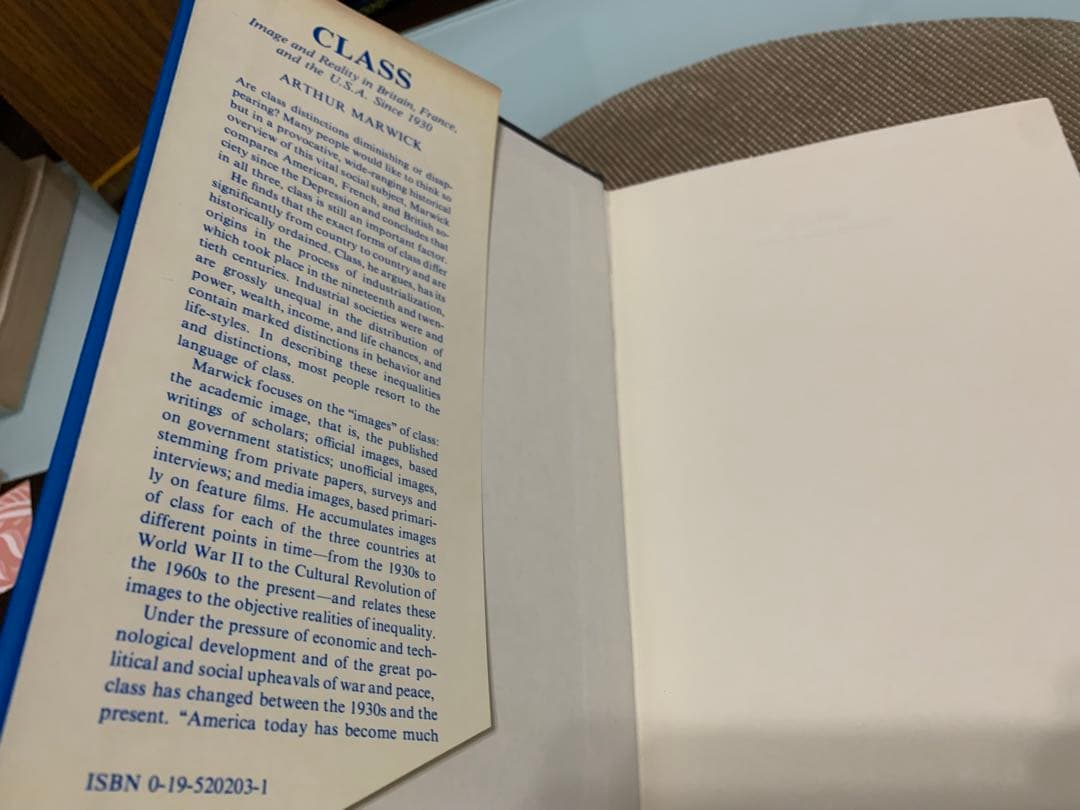 CLASS
Image and Reality in Britain, France,
and the U.S.A. Since 1930
ARTHUR MARWICK
Are class distinctions diminishing or disap-
pearing? Many people would like to think so
but in a provocative, wide-ranging historical
overview of this vital social subject, Marwick
compares American, French, and British so-
ciety since the Depression and concludes that
in all three, class is still an important factor.
He finds that the exact forms of class differ
significantly from country to country and are
historically ordained. Class, he argues, has its
origins in the process of industrialization,
which took place in the nineteenth and twen-
tieth centuries. Industrial societies were and
are grossly unequal in the distribution of
power, wealth, income, and life chances, and
contain marked distinctions in behavior and
life-styles. In describing these inequalities
and distinctions, most people resort to the
language of class.
Marwick focuses on the "images" of class:
the academic image, that is, the published
writings of scholars; official images, based
on government statistics; unofficial images,
stemming from private papers, surveys and
interviews; and media images, based primari-
ly on feature films. He accumulates images
of class for each of the three countries at
different points in time—from the 1930s to
World War II to the Cultural Revolution of
the 1960s to the present—and relates these
images to the objective realities of inequality.
Under the pressure of economic and tech-
nological development and of the great po-
litical and social upheavals of war and peace,
class has changed between the 1930s and the
present. "America today has become much
ISBN 0-19-520203-1